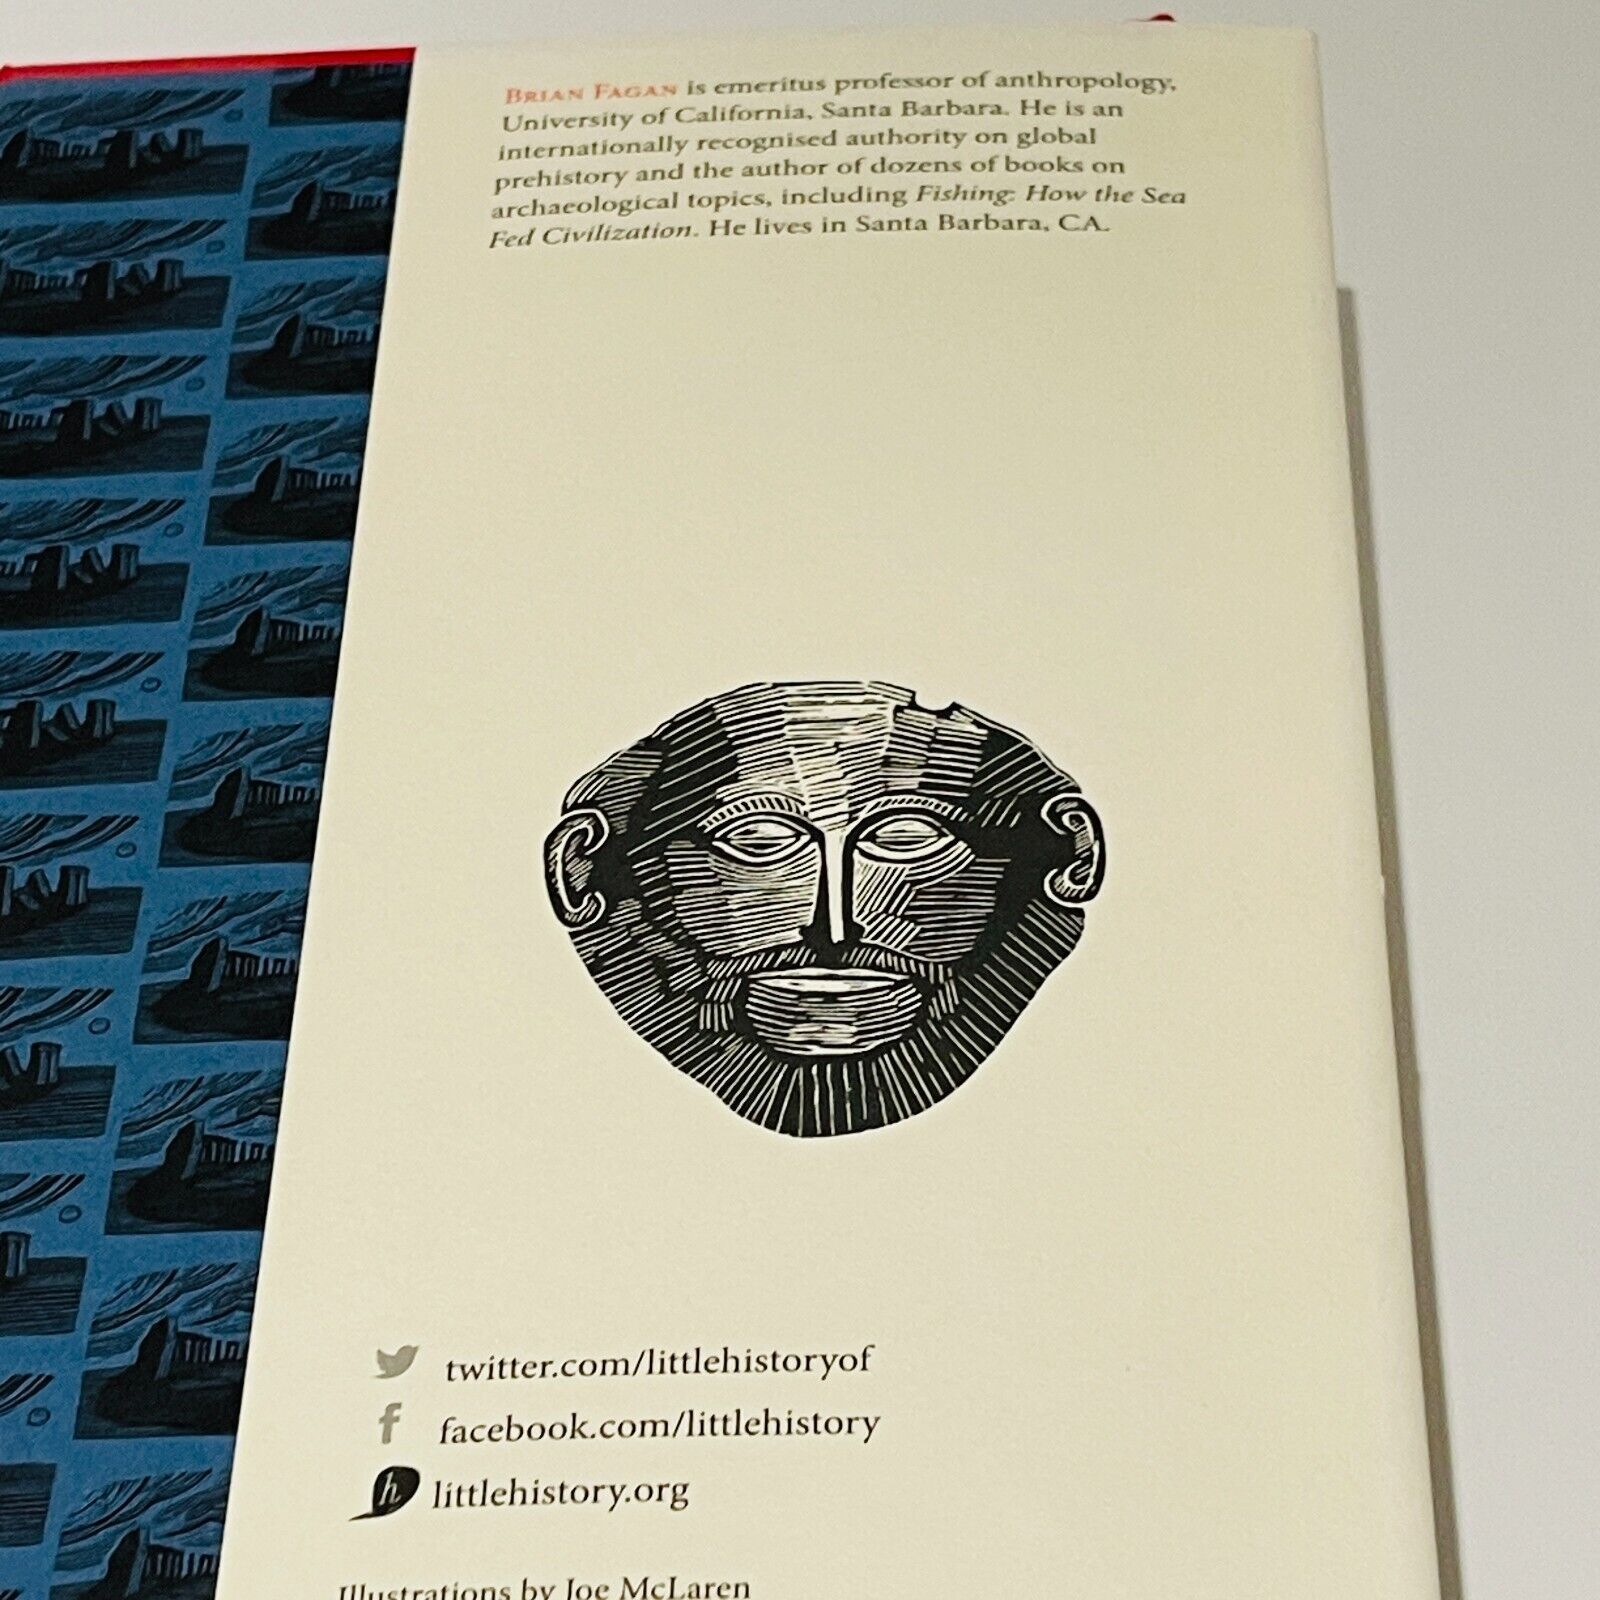 BRIAN FAGAN is emeritus professor of anthropology,
University of California, Santa Barbara. He is an
internationally recognised authority on global
prehistory and the author of dozens of books on
archaeological topics, including Fishing: How the Sea
Fed Civilization. He lives in Santa Barbara, CA.
twitter.com/littlehistoryof
f facebook.com/littlehistory
h littlehistory.org
Illustrations by Joe McLaren